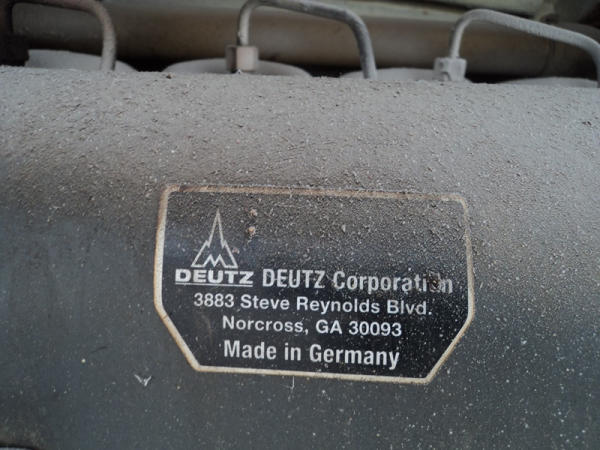 DEUTZ DEUTZ Corporation
3883 Steve Reynolds Blvd.
Norcross, GA 30093
Made in Germany